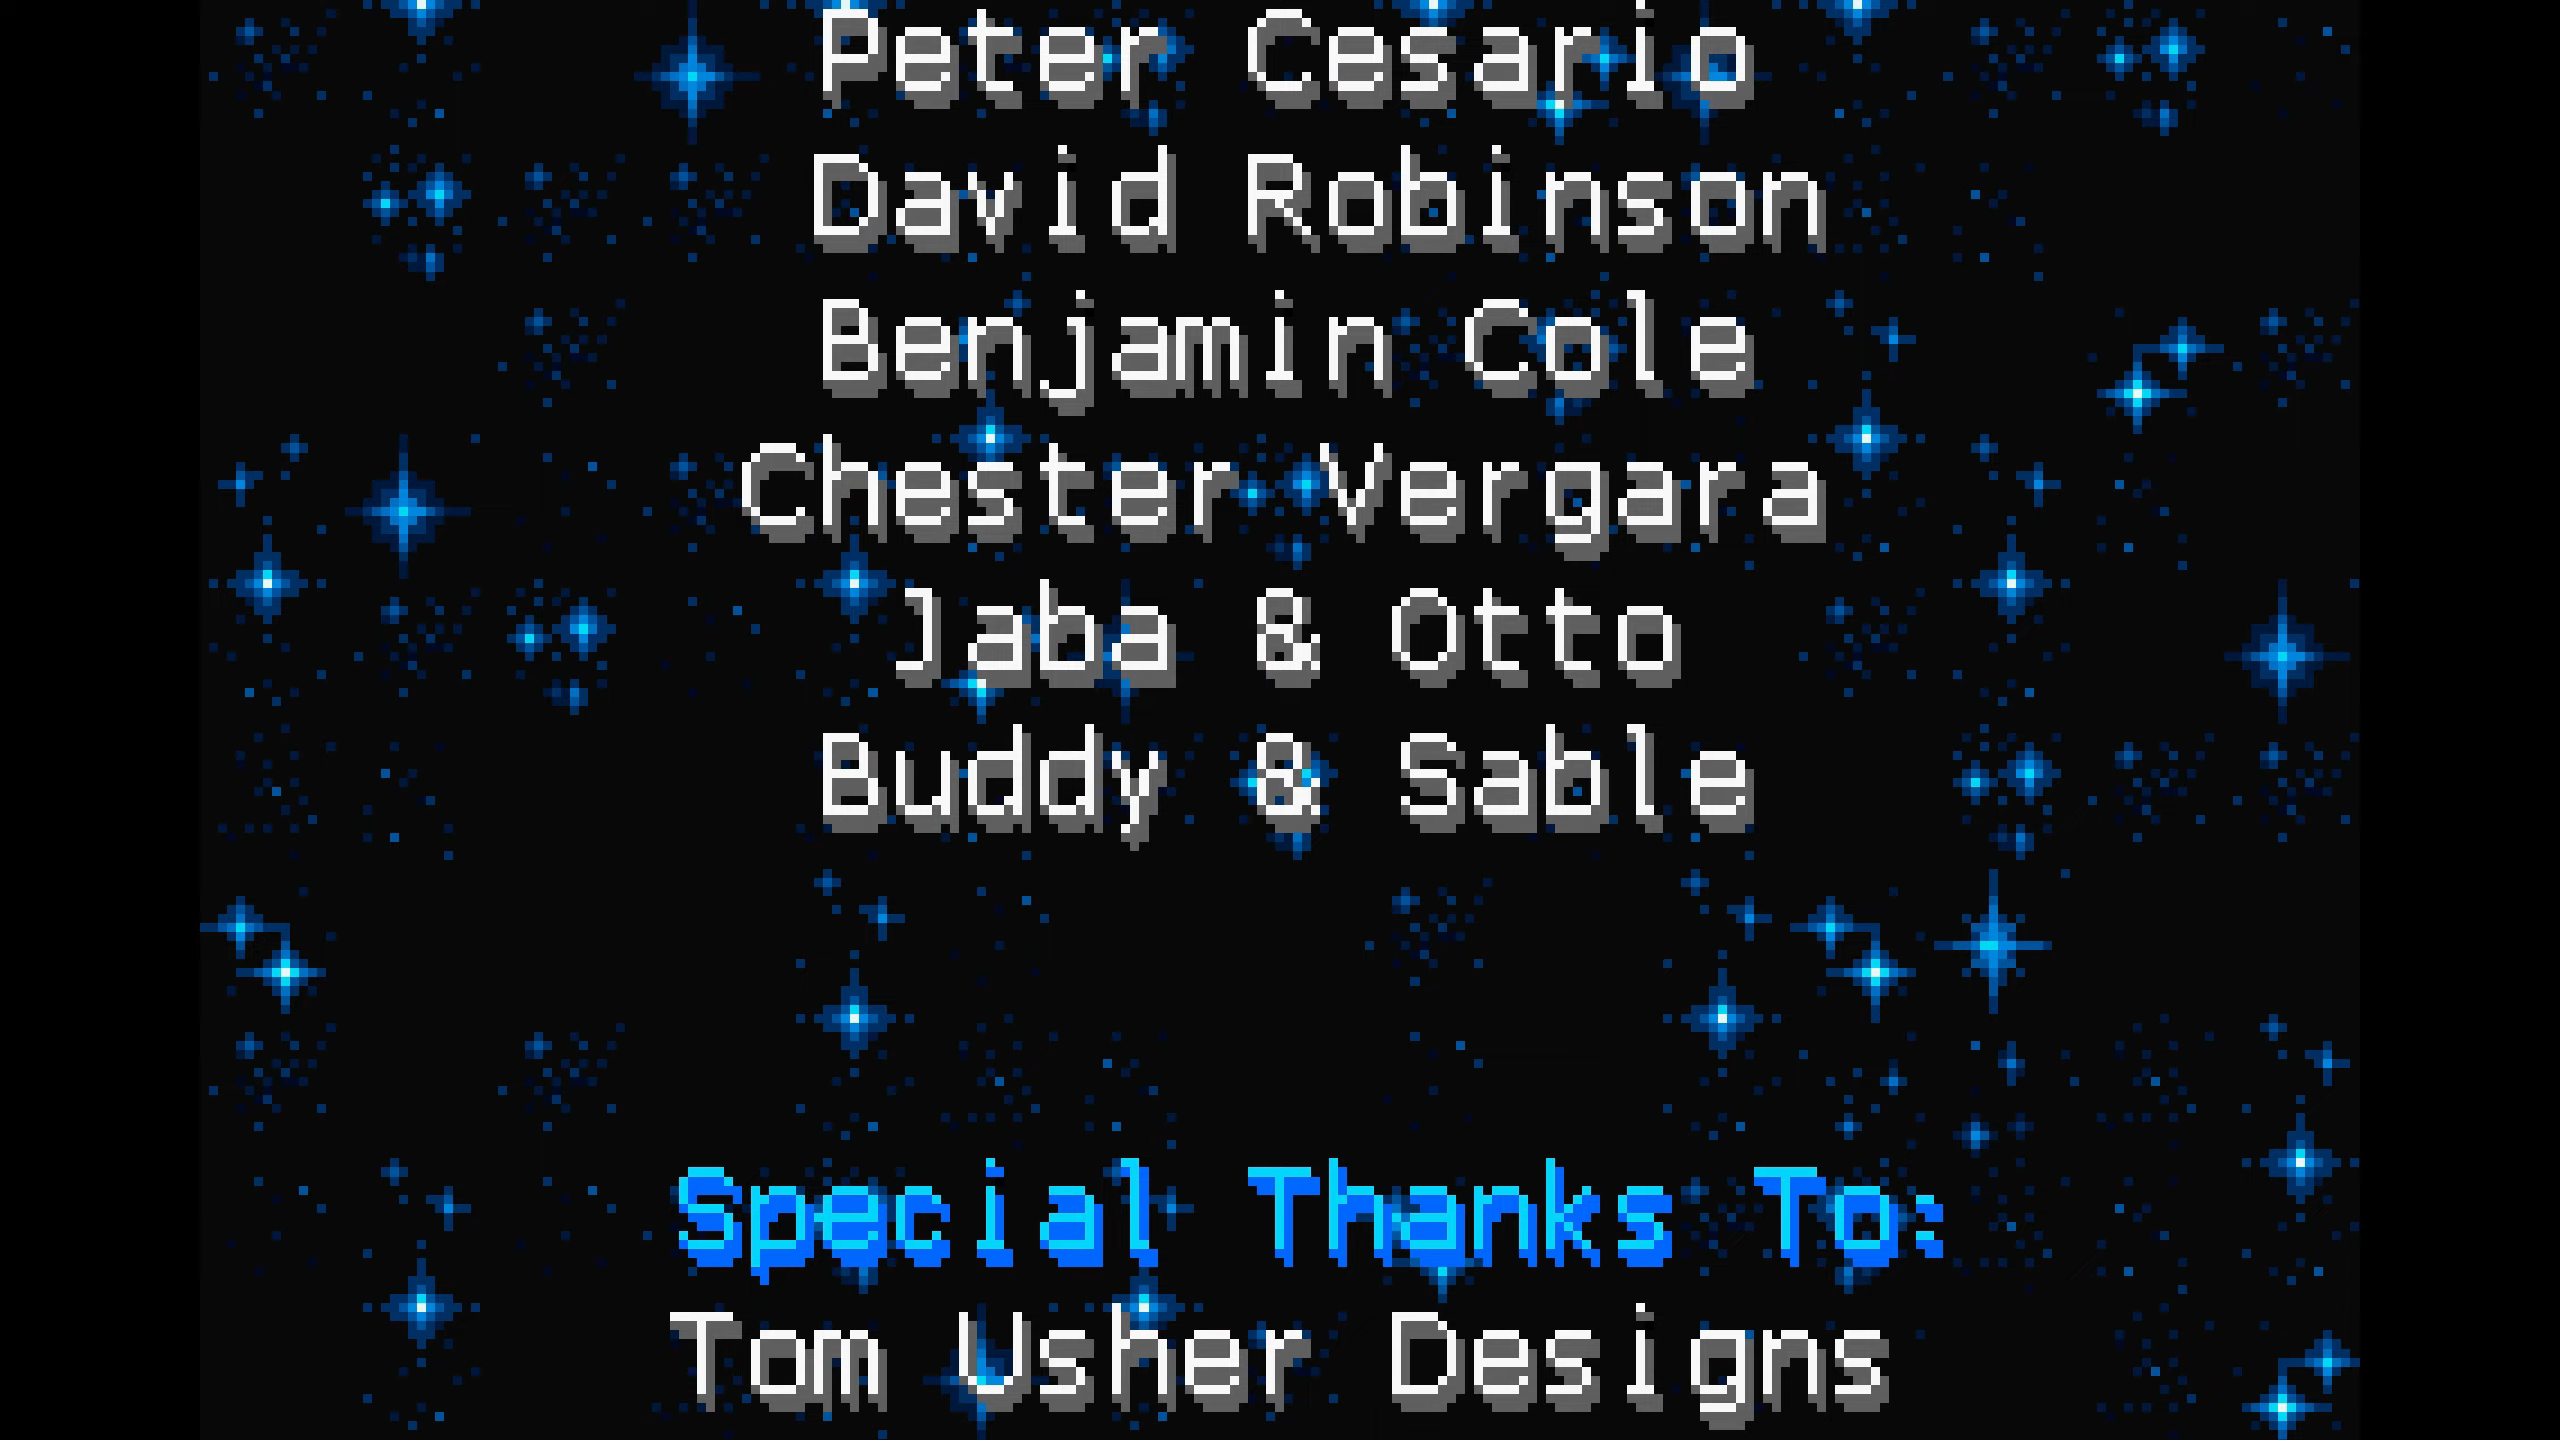 Peter Cesario
David Robinson
Benjamin Cole
Chester Vergara
Jaba & Otto
Buddy & Sable
Special Thanks To:
Tom Usher Designs